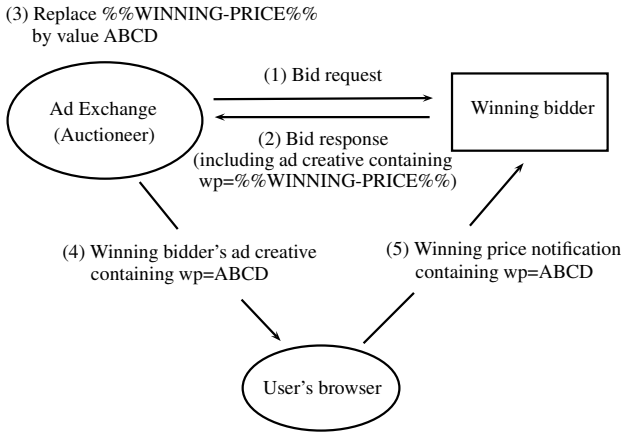 (3) Replace %%WINNING-PRICE%%
by value ABCD
(1) Bid request
Ad Exchange
(Auctioneer)
Winning bidder
(2) Bid response
(including ad creative containing
wp=%%WINNING-PRICE%%)
(4) Winning bidder's ad creative
containing wp=ABCD
(5) Winning price notification
containing wp=ABCD
User's browser